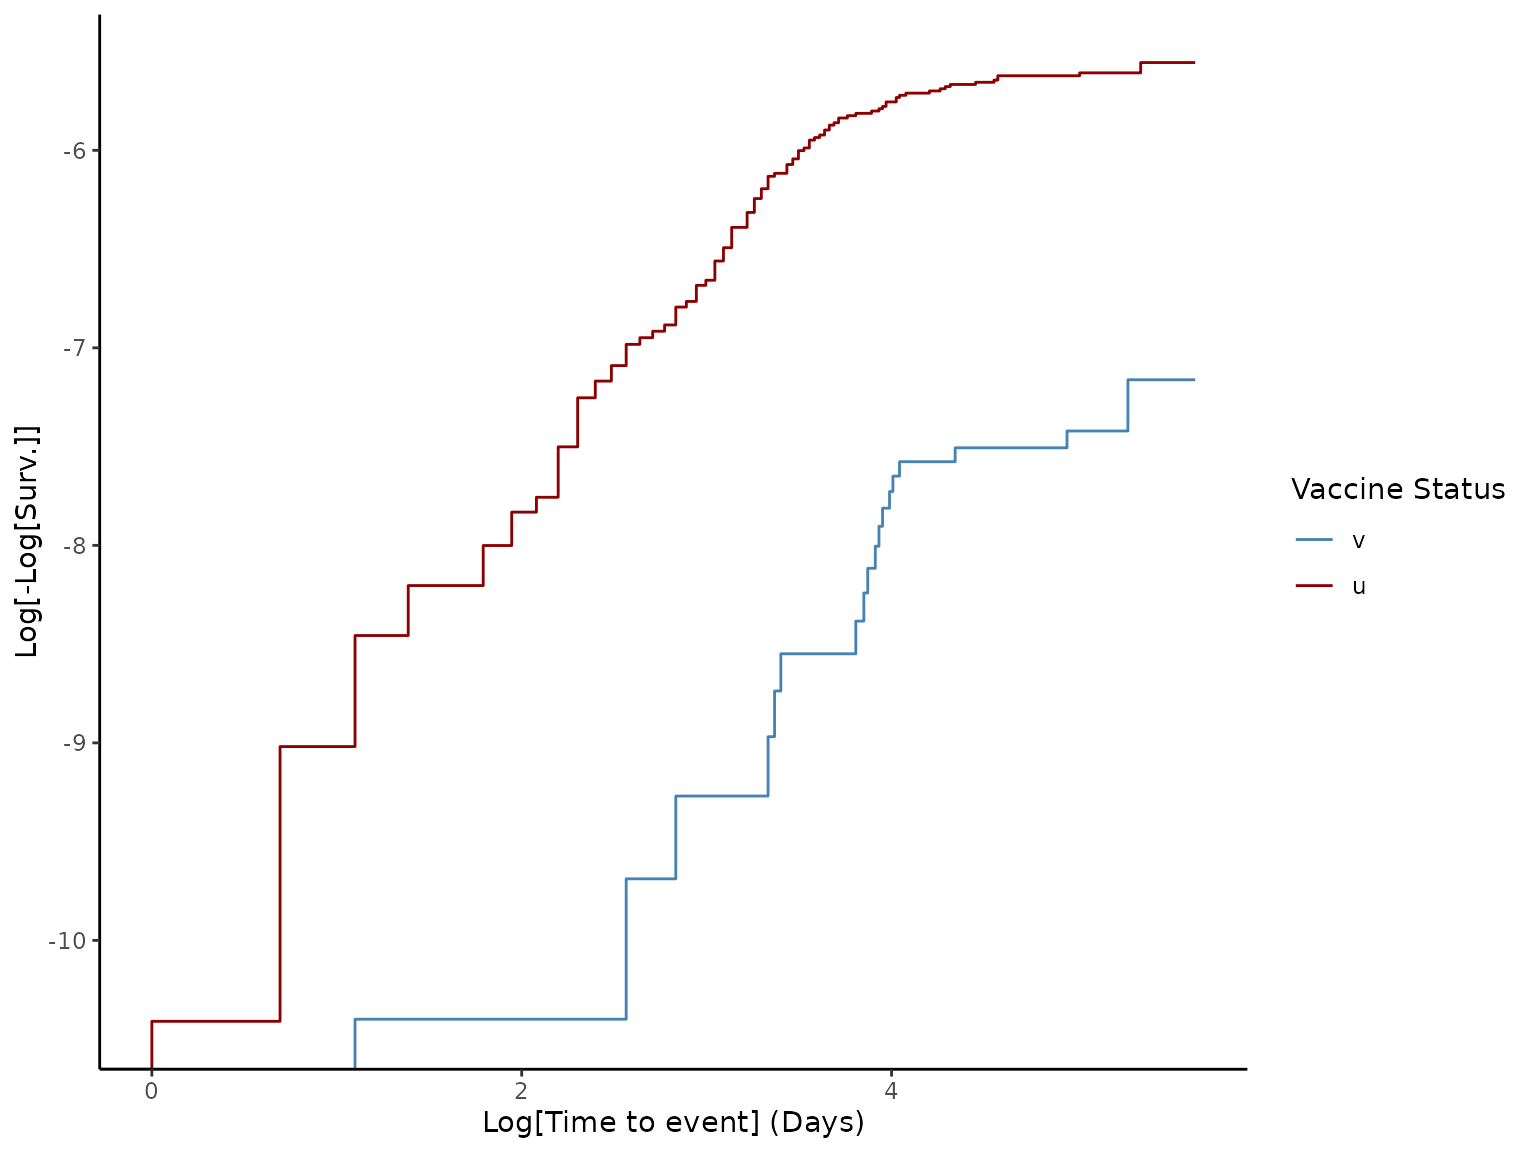 Log[-Log[Surv.]]
-6
-7
-8
-9
-10
0 2 4
Log[Time to event] (Days)
Vaccine Status
v
u